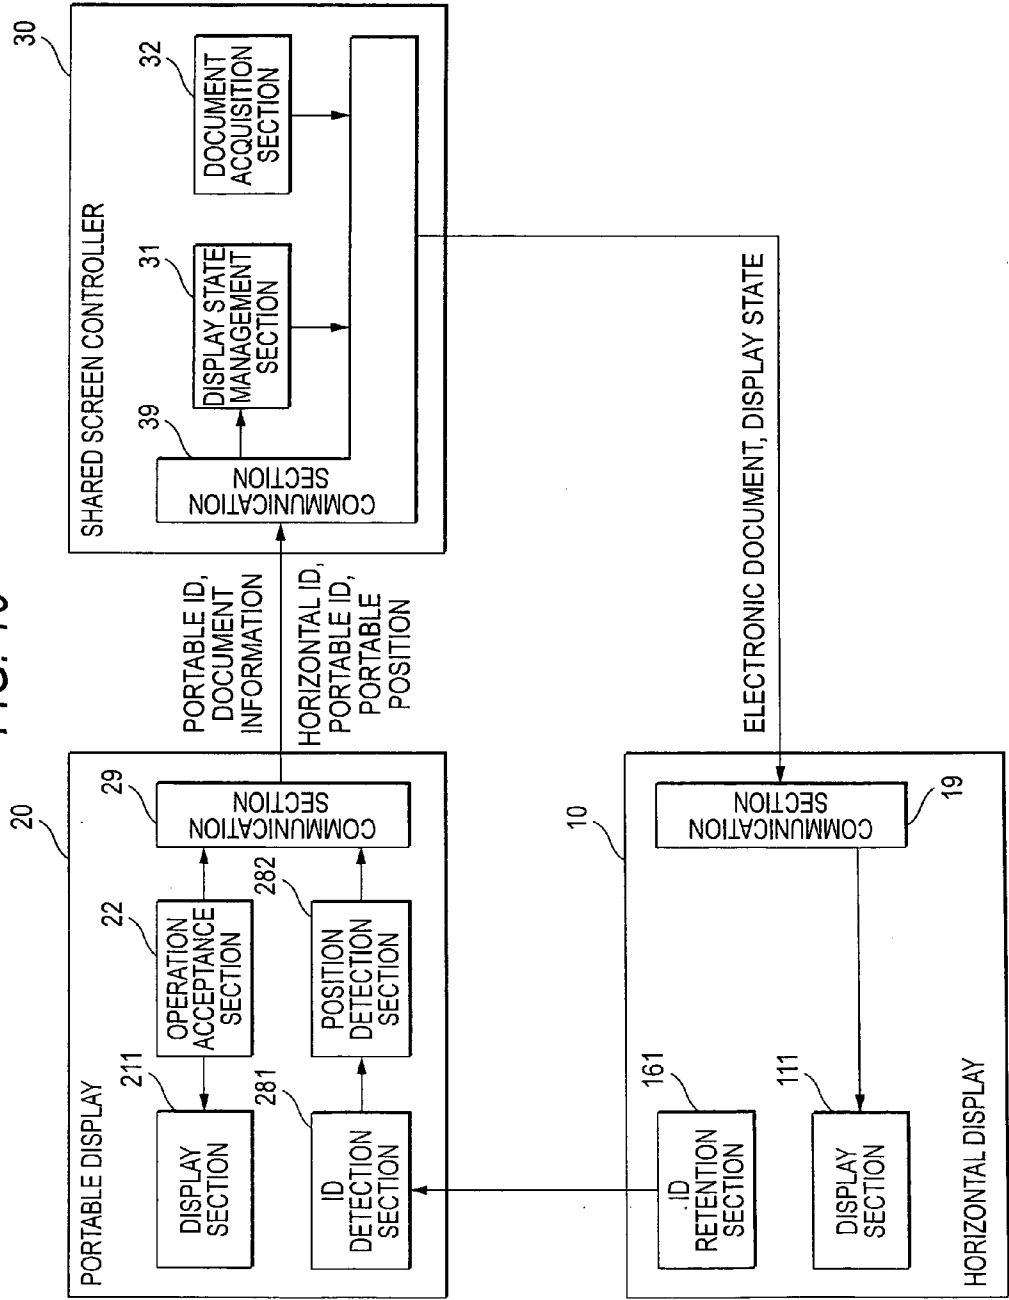 FIG.
20
PORTABLE DISPLAY
211
DISPLAY
SECTION
22
OPERATION
ACCEPTANCE
SECTION
29
COMMUNICATION
SECTION
281
ID
DETECTION
SECTION
282
POSITION
DETECTION
SECTION
PORTABLE ID,
DOCUMENT
INFORMATION
HORIZONTAL ID,
PORTABLE ID,
PORTABLE
POSITION
30
SHARED SCREEN CONTROLLER
39
COMMUNICATION
SECTION
31
DISPLAY STATE
MANAGEMENT
SECTION
32
DOCUMENT
ACQUISITION
SECTION
10
161
ID
RETENTION
SECTION
111
DISPLAY
SECTION
COMMUNICATION
SECTION
19
HORIZONTAL DISPLAY
ELECTRONIC DOCUMENT, DISPLAY STATE